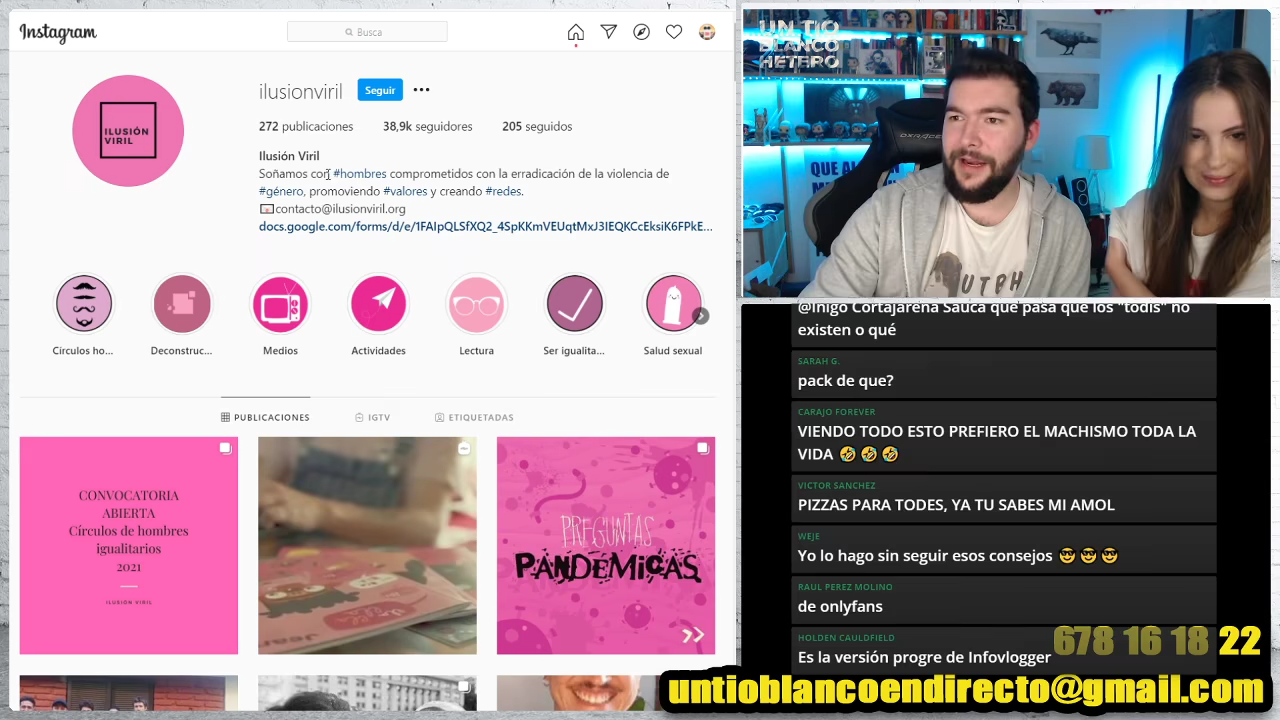 Instagram
Busca
ilusionviril
Seguir
272 publicaciones
38,9k seguidores
205 seguidos
Ilusión Viril
Soñamos con #hombres comprometidos con la erradicación de la violencia de
#género, promoviendo #valores y creando #redes.
contacto@ilusionviril.org
docs.google.com/forms/d/e/1FAIpQLSfXQ2_4SpKKmVEUqtMxJ3IEQKCcEksiK6FPkE...
ILUSIÓN
VIRIL
Círculos ho...
Deconstruc...
Medios
Actividades
Lectura
Ser igualita...
Salud sexual
PUBLICACIONES
IGTV
ETIQUETADAS
CONVOCATORIA
ABIERTA
Círculos de hombres
igualitarios
2021
ILUSIÓN VIRIL
PREGUNTAS
PANDEMICAS
UN TIO
BLANCO
HETERO
QUE AL
@Iñigo Cortajarena Sauca que pasa que los "todis" no
existen o qué
SARAH G.
pack de que?
CARAJO FOREVER
VIENDO TODO ESTO PREFIERO EL MACHISMO TODA LA
VIDA 🤣 🤣 🤣
VICTOR SANCHEZ
PIZZAS PARA TODES, YA TU SABES MI AMOL
WEJE
Yo lo hago sin seguir esos consejos 🤓 🤓 🤓
RAUL PEREZ MOLINO
de onlyfans
HOLDEN CAULDFIELD
Es la versión progre de Infovlogger
678 16 18 22
untioblancoendirecto@gmail.com